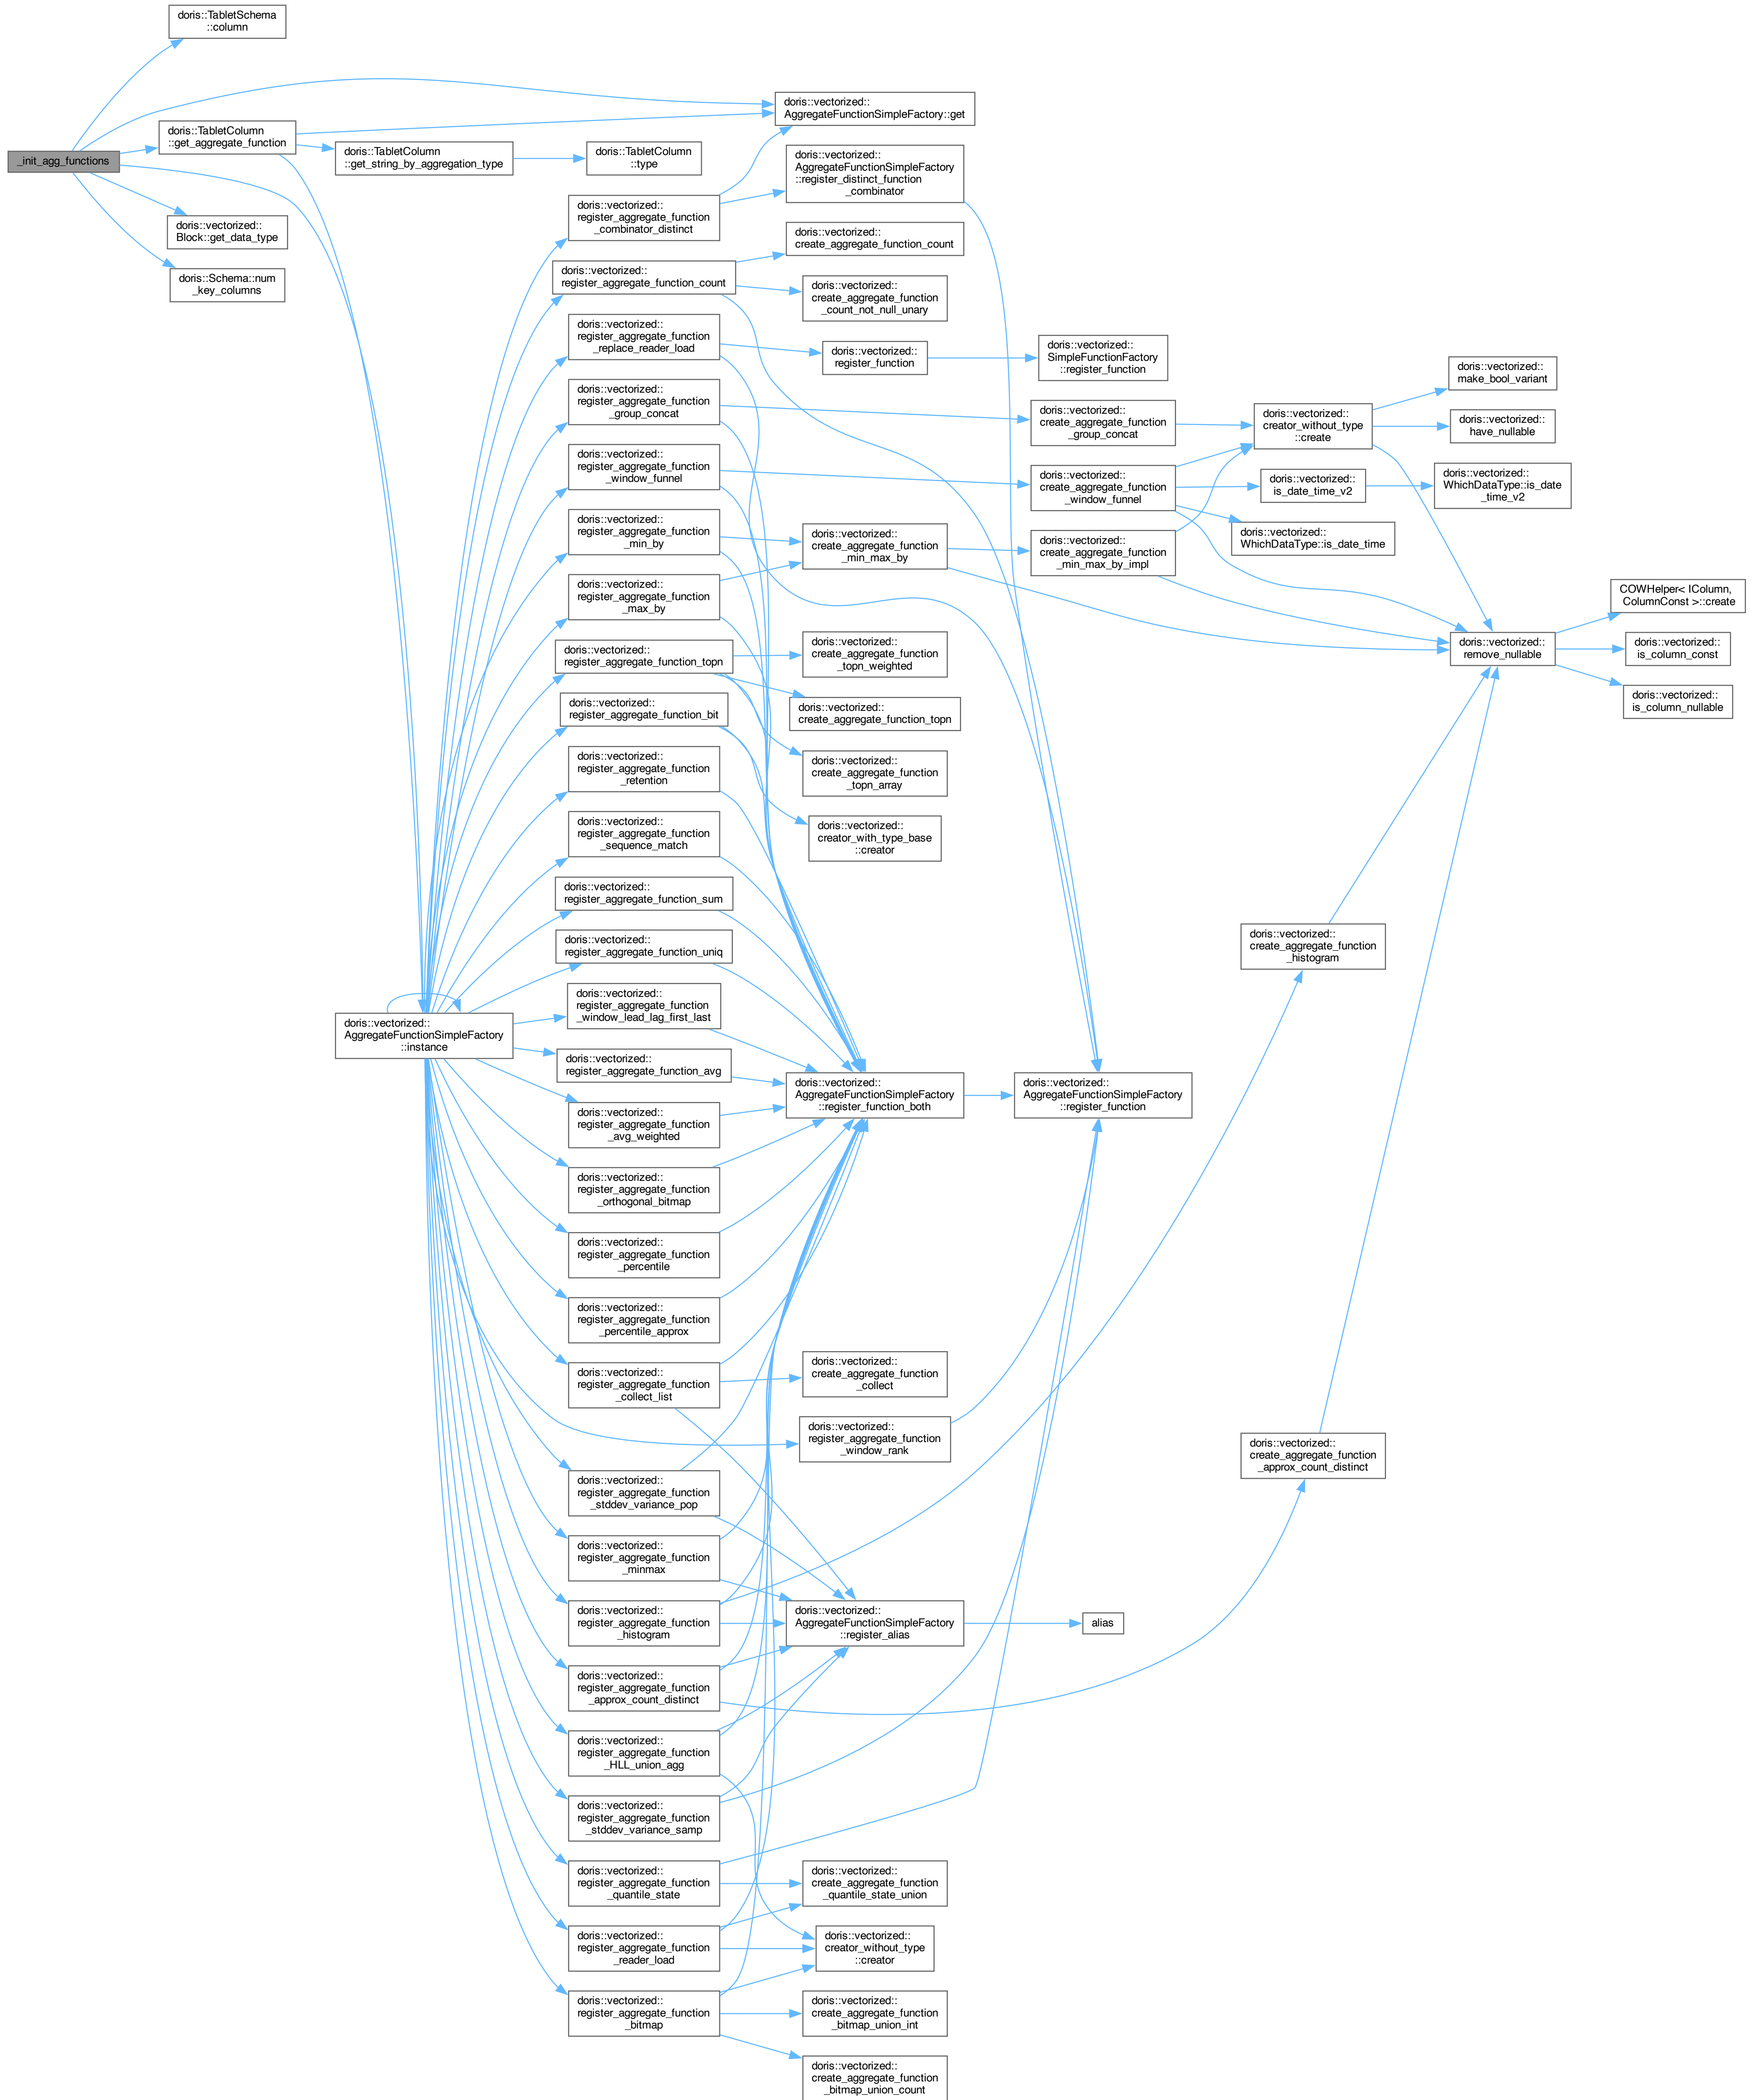 doris::TabletSchema
::column
_init_agg_functions
doris::TabletColumn
::get_aggregate_function
doris::vectorized::
Block::get_data_type
doris::Schema::num
_key_columns
doris::TabletColumn
::get_string_by_aggregation_type
doris::vectorized::
AggregateFunctionSimpleFactory
::instance
doris::TabletColumn
::type
doris::vectorized::
register_aggregate_function
_combinator_distinct
doris::vectorized::
register_aggregate_function_count
doris::vectorized::
register_aggregate_function
_replace_reader_load
doris::vectorized::
register_aggregate_function
_group_concat
doris::vectorized::
register_aggregate_function
_window_funnel
doris::vectorized::
register_aggregate_function
_min_by
doris::vectorized::
register_aggregate_function
_max_by
doris::vectorized::
register_aggregate_function_topn
doris::vectorized::
register_aggregate_function_bit
doris::vectorized::
register_aggregate_function
_retention
doris::vectorized::
register_aggregate_function
_sequence_match
doris::vectorized::
register_aggregate_function_sum
doris::vectorized::
register_aggregate_function_uniq
doris::vectorized::
register_aggregate_function
_window_lead_lag_first_last
doris::vectorized::
register_aggregate_function_avg
doris::vectorized::
register_aggregate_function
_avg_weighted
doris::vectorized::
register_aggregate_function
_orthogonal_bitmap
doris::vectorized::
register_aggregate_function
_percentile
doris::vectorized::
register_aggregate_function
_percentile_approx
doris::vectorized::
register_aggregate_function
_collect_list
doris::vectorized::
register_aggregate_function
_stddev_variance_pop
doris::vectorized::
register_aggregate_function
_minmax
doris::vectorized::
register_aggregate_function
_histogram
doris::vectorized::
register_aggregate_function
_approx_count_distinct
doris::vectorized::
register_aggregate_function
_HLL_union_agg
doris::vectorized::
register_aggregate_function
_stddev_variance_samp
doris::vectorized::
register_aggregate_function
_quantile_state
doris::vectorized::
register_aggregate_function
_reader_load
doris::vectorized::
register_aggregate_function
_bitmap
doris::vectorized::
AggregateFunctionSimpleFactory::get
doris::vectorized::
AggregateFunctionSimpleFactory
::register_distinct_function
_combinator
doris::vectorized::
create_aggregate_function_count
doris::vectorized::
create_aggregate_function
_count_not_null_unary
doris::vectorized::
register_function
doris::vectorized::
create_aggregate_function
_min_max_by
doris::vectorized::
create_aggregate_function
_topn_weighted
doris::vectorized::
create_aggregate_function_topn
doris::vectorized::
create_aggregate_function
_topn_array
doris::vectorized::
creator_with_type_base
::creator
doris::vectorized::
AggregateFunctionSimpleFactory
::register_function_both
doris::vectorized::
create_aggregate_function
_collect
doris::vectorized::
register_aggregate_function
_window_rank
doris::vectorized::
AggregateFunctionSimpleFactory
::register_alias
doris::vectorized::
create_aggregate_function
_quantile_state_union
doris::vectorized::
creator_without_type
::creator
doris::vectorized::
create_aggregate_function
_bitmap_union_int
doris::vectorized::
create_aggregate_function
_bitmap_union_count
doris::vectorized::
SimpleFunctionFactory
::register_function
doris::vectorized::
create_aggregate_function
_group_concat
doris::vectorized::
create_aggregate_function
_window_funnel
doris::vectorized::
create_aggregate_function
_min_max_by_impl
doris::vectorized::
AggregateFunctionSimpleFactory
::register_function
alias
doris::vectorized::
creator_without_type
::create
doris::vectorized::
is_date_time_v2
doris::vectorized::
WhichDataType::is_date_time
doris::vectorized::
create_aggregate_function
_histogram
doris::vectorized::
create_aggregate_function
_approx_count_distinct
doris::vectorized::
make_bool_variant
doris::vectorized::
have_nullable
doris::vectorized::
WhichDataType::is_date
_time_v2
doris::vectorized::
remove_nullable
COWHelper< IColumn,
ColumnConst >::create
doris::vectorized::
is_column_const
doris::vectorized::
is_column_nullable